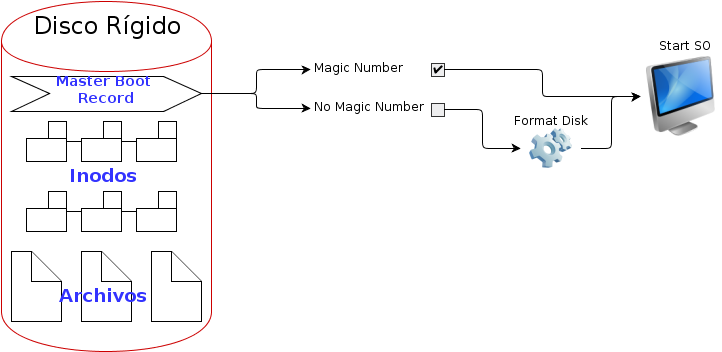 Disco Rígido
Start SO
Master Boot
Record
Magic Number
No Magic Number
Format Disk
Inodos
Archivos